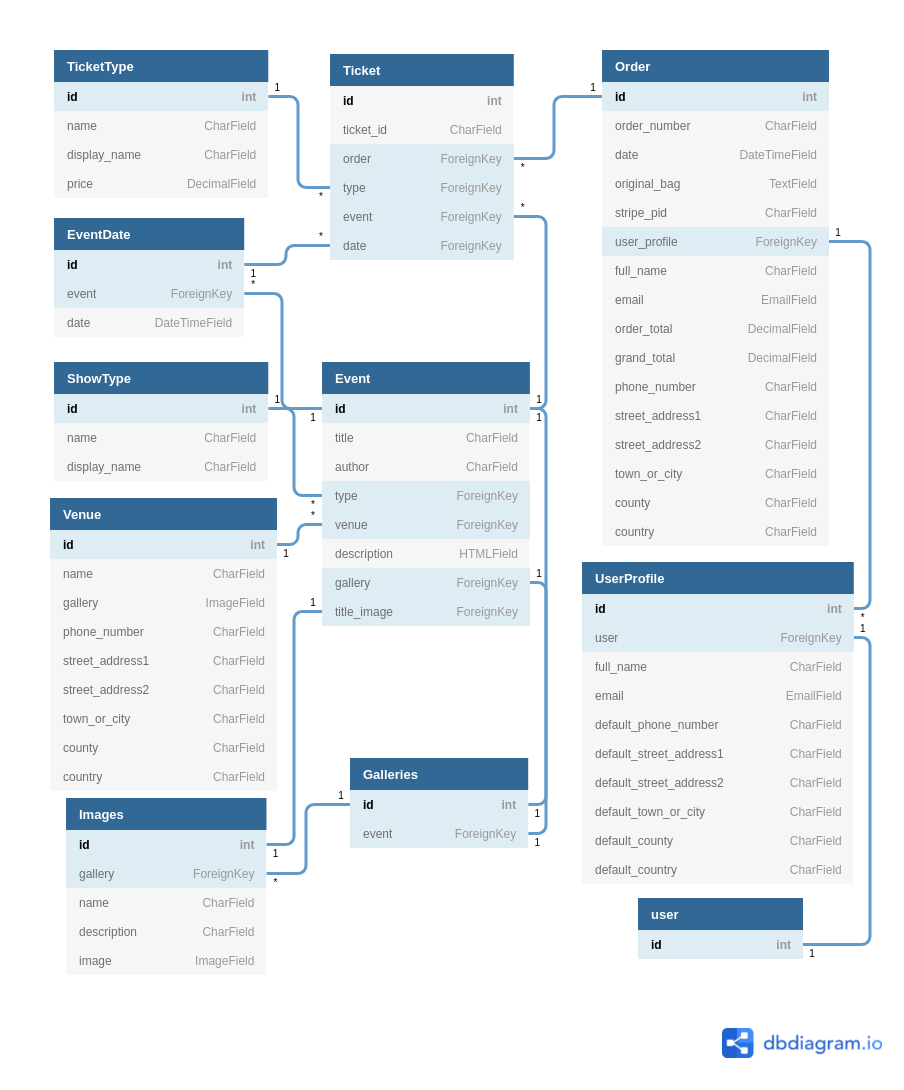 TicketType
id int
name CharField
display_name CharField
price DecimalField
1
*
Ticket
id int
ticket_id CharField
order ForeignKey
type ForeignKey
event ForeignKey
date ForeignKey
1
*
*
*
Order
id int
order_number CharField
date DateTimeField
original_bag TextField
stripe_pid CharField
user_profile ForeignKey
full_name CharField
email EmailField
order_total DecimalField
grand_total DecimalField
phone_number CharField
street_address1 CharField
street_address2 CharField
town_or_city CharField
county CharField
country CharField
1
EventDate
id int
event ForeignKey
date DateTimeField
1
*
ShowType
id int
name CharField
display_name CharField
1
1
Event
id int
title CharField
author CharField
type ForeignKey
venue ForeignKey
description HTMLField
gallery ForeignKey
title_image ForeignKey
1
1
*
*
1
1
Venue
id int
name CharField
gallery ImageField
phone_number CharField
street_address1 CharField
street_address2 CharField
town_or_city CharField
county CharField
country CharField
1
UserProfile
id int
user ForeignKey
full_name CharField
email EmailField
default_phone_number CharField
default_street_address1 CharField
default_street_address2 CharField
default_town_or_city CharField
default_county CharField
default_country CharField
*
1
Galleries
id int
event ForeignKey
1
1
1
Images
id int
gallery ForeignKey
name CharField
description CharField
image ImageField
1
*
user
id int
1
dbdiagram.io